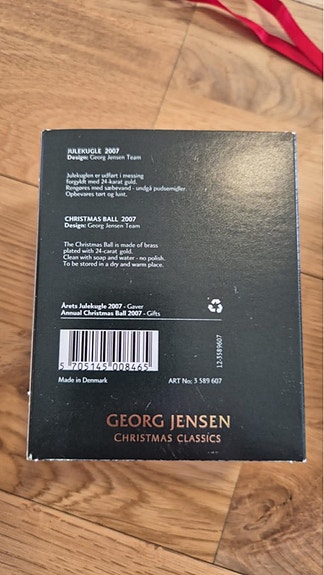 JULEKUGLE 2007
Design: Georg Jensen Team
Julekuglen er udført i messing
forgyldt med 24-karat guld.
Rengøres med sæbevand - undgå pudsemidler.
Opbevares tørt og lunt.
CHRISTMAS BALL 2007
Design: Georg Jensen Team
The Christmas Ball is made of brass
plated with 24-carat gold.
Clean with soap and water - no polish.
To be stored in a dry and warm place.
Årets Julekugle 2007 - Gaver
Annual Christmas Ball 2007 - Gifts
5 705145 008465
12-3589607
Made in Denmark
ART No: 3 589 607
GEORG JENSEN
CHRISTMAS CLASSICS